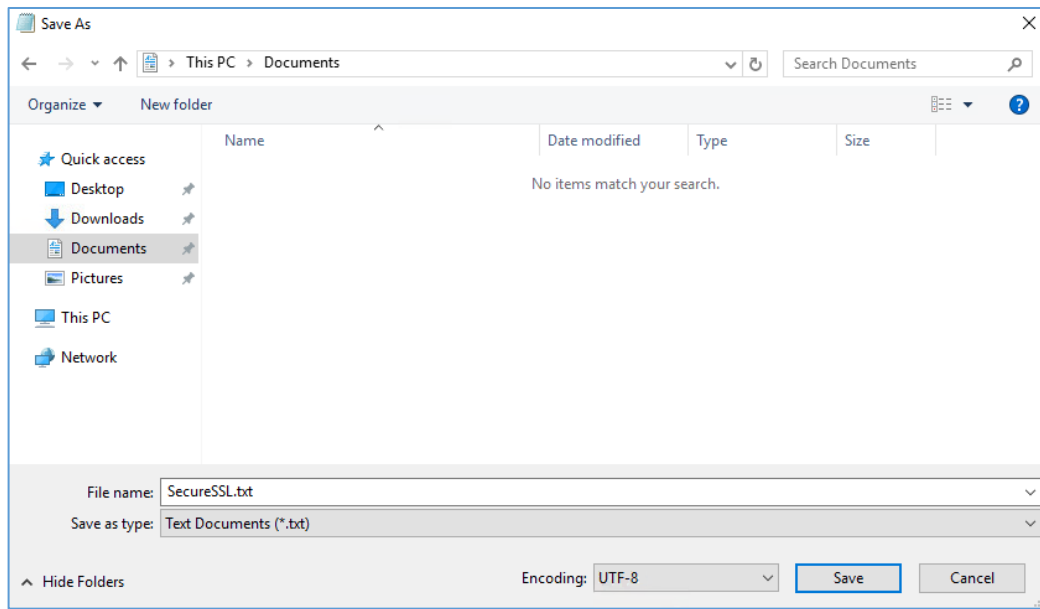 Save As
This PC > Documents
Search Documents
Organize
New folder
?
Name
Date modified
Type
Size
No items match your search.
Quick access
Desktop
Downloads
Documents
Pictures
This PC
Network
File name: SecureSSL.txt
Save as type: Text Documents (*.txt)
Hide Folders
Encoding: UTF-8
Save
Cancel